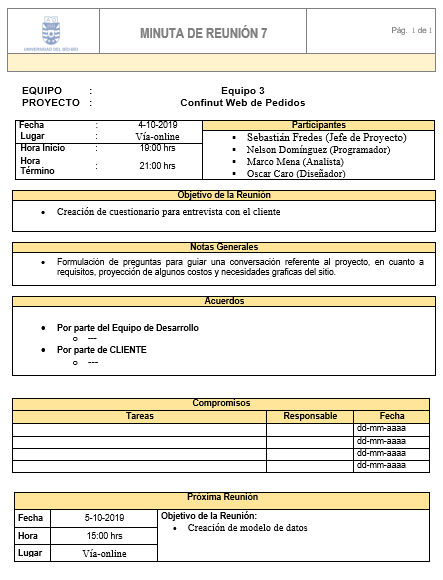 UNIVERSIDAD DEL BÍO-BÍO
MINUTA DE REUNIÓN 7
Pág. 1 de 1
EQUIPO : Equipo 3
PROYECTO : Confinut Web de Pedidos
Fecha : 4-10-2019
Lugar : Vía-online
Hora Inicio : 19:00 hrs
Hora Término : 21:00 hrs
Participantes
▪ Sebastián Fredes (Jefe de Proyecto)
▪ Nelson Domínguez (Programador)
▪ Marco Mena (Analista)
▪ Oscar Caro (Diseñador)
Objetivo de la Reunión
• Creación de cuestionario para entrevista con el cliente
Notas Generales
• Formulación de preguntas para guiar una conversación referente al proyecto, en cuanto a
requisitos, proyección de algunos costos y necesidades graficas del sitio.
Acuerdos
• Por parte del Equipo de Desarrollo
o ---
• Por parte de CLIENTE
o ---
Compromisos
Tareas Responsable Fecha
dd-mm-aaaa
dd-mm-aaaa
dd-mm-aaaa
dd-mm-aaaa
Próxima Reunión
Fecha 5-10-2019
Hora 15:00 hrs
Lugar Vía-online
Objetivo de la Reunión:
• Creación de modelo de datos